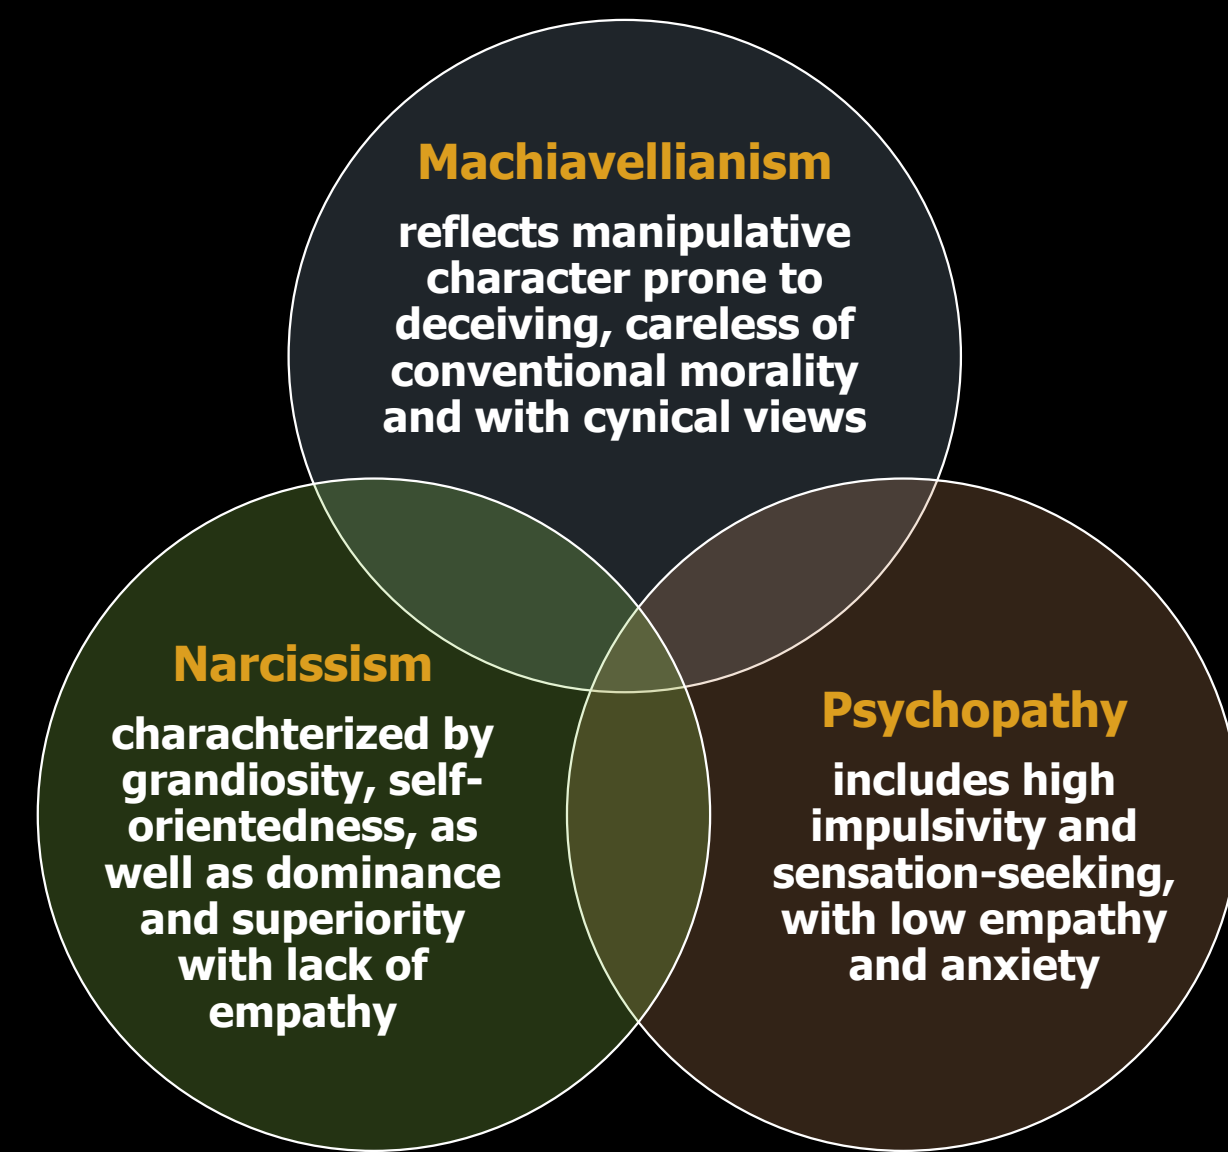 Machiavellianism
reflects manipulative
character prone to
deceiving, careless of
conventional morality
and with cynical views
Narcissism
charachterized by
grandiosity, self-
orientedness, as
well as dominance
and superiority
with lack of
empathy
Psychopathy
includes high
impulsivity and
sensation-seeking,
with low empathy
and anxiety